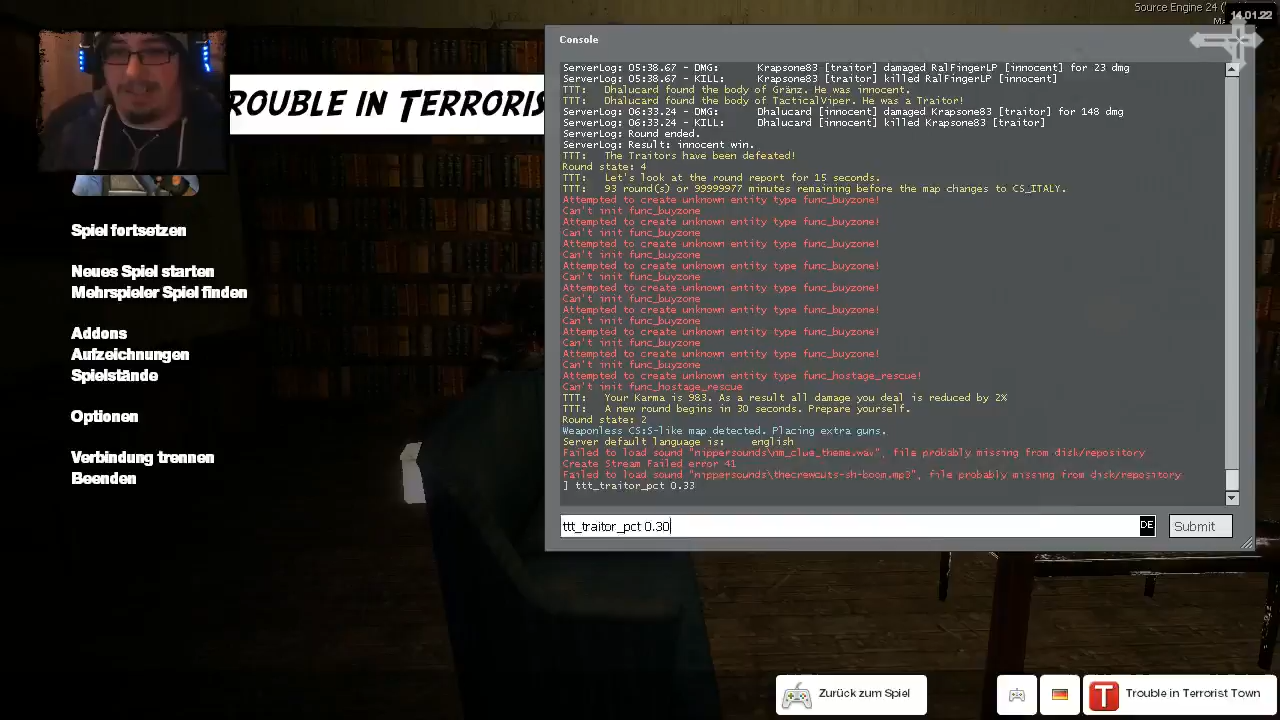 Source Engine 24 (
14.01.22
ROUBLE IN TERRORIS
Spiel fortsetzen
Neues Spiel starten
Mehrspieler Spiel finden
Addons
Aufzeichnungen
Spielstände
Optionen
Verbindung trennen
Beenden
Console
ServerLog: 05:38.67 - DMG: Krapsone83 [traitor] damaged RalFingerLP [innocent] for 23 dmg
ServerLog: 05:38.67 - KILL: Krapsone83 [traitor] killed RalFingerLP [innocent]
TTT: Dhalucard found the body of Gränz. He was innocent.
TTT: Dhalucard found the body of TacticalViper. He was a Traitor!
ServerLog: 06:33.24 - DMG: Dhalucard [innocent] damaged Krapsone83 [traitor] for 148 dmg
ServerLog: 06:33.24 - KILL: Dhalucard [innocent] killed Krapsone83 [traitor]
ServerLog: Round ended.
ServerLog: Result: innocent win.
TTT: The Traitors have been defeated!
Round state: 4
TTT: Let's look at the round report for 15 seconds.
TTT: 93 round(s) or 99999977 minutes remaining before the map changes to CS_ITALY.
Attempted to create unknown entity type func_buyzone!
Can't init func_buyzone
Attempted to create unknown entity type func_buyzone!
Can't init func_buyzone
Attempted to create unknown entity type func_buyzone!
Can't init func_buyzone
Attempted to create unknown entity type func_buyzone!
Can't init func_buyzone
Attempted to create unknown entity type func_buyzone!
Can't init func_buyzone
Attempted to create unknown entity type func_buyzone!
Can't init func_buyzone
Attempted to create unknown entity type func_buyzone!
Can't init func_buyzone
Attempted to create unknown entity type func_buyzone!
Can't init func_buyzone
Attempted to create unknown entity type func_hostage_rescue!
Can't init func_hostage_rescue
TTT: Your Karma is 983. As a result all damage you deal is reduced by 2%
TTT: A new round begins in 30 seconds. Prepare yourself.
Round state: 2
Weaponless CS:S-like map detected. Placing extra guns.
Server default language is: english
Failed to load sound "nippersounds\nm_clue_theme.wav", file probably missing from disk/repository
Create Stream Failed error 41
Failed to load sound "nippersounds\thecrewcuts-sh-boom.mp3", file probably missing from disk/repository
] ttt_traitor_pct 0.33
ttt_traitor_pct 0.30
DE
Submit
Zurück zum Spiel
T
Trouble in Terrorist Town